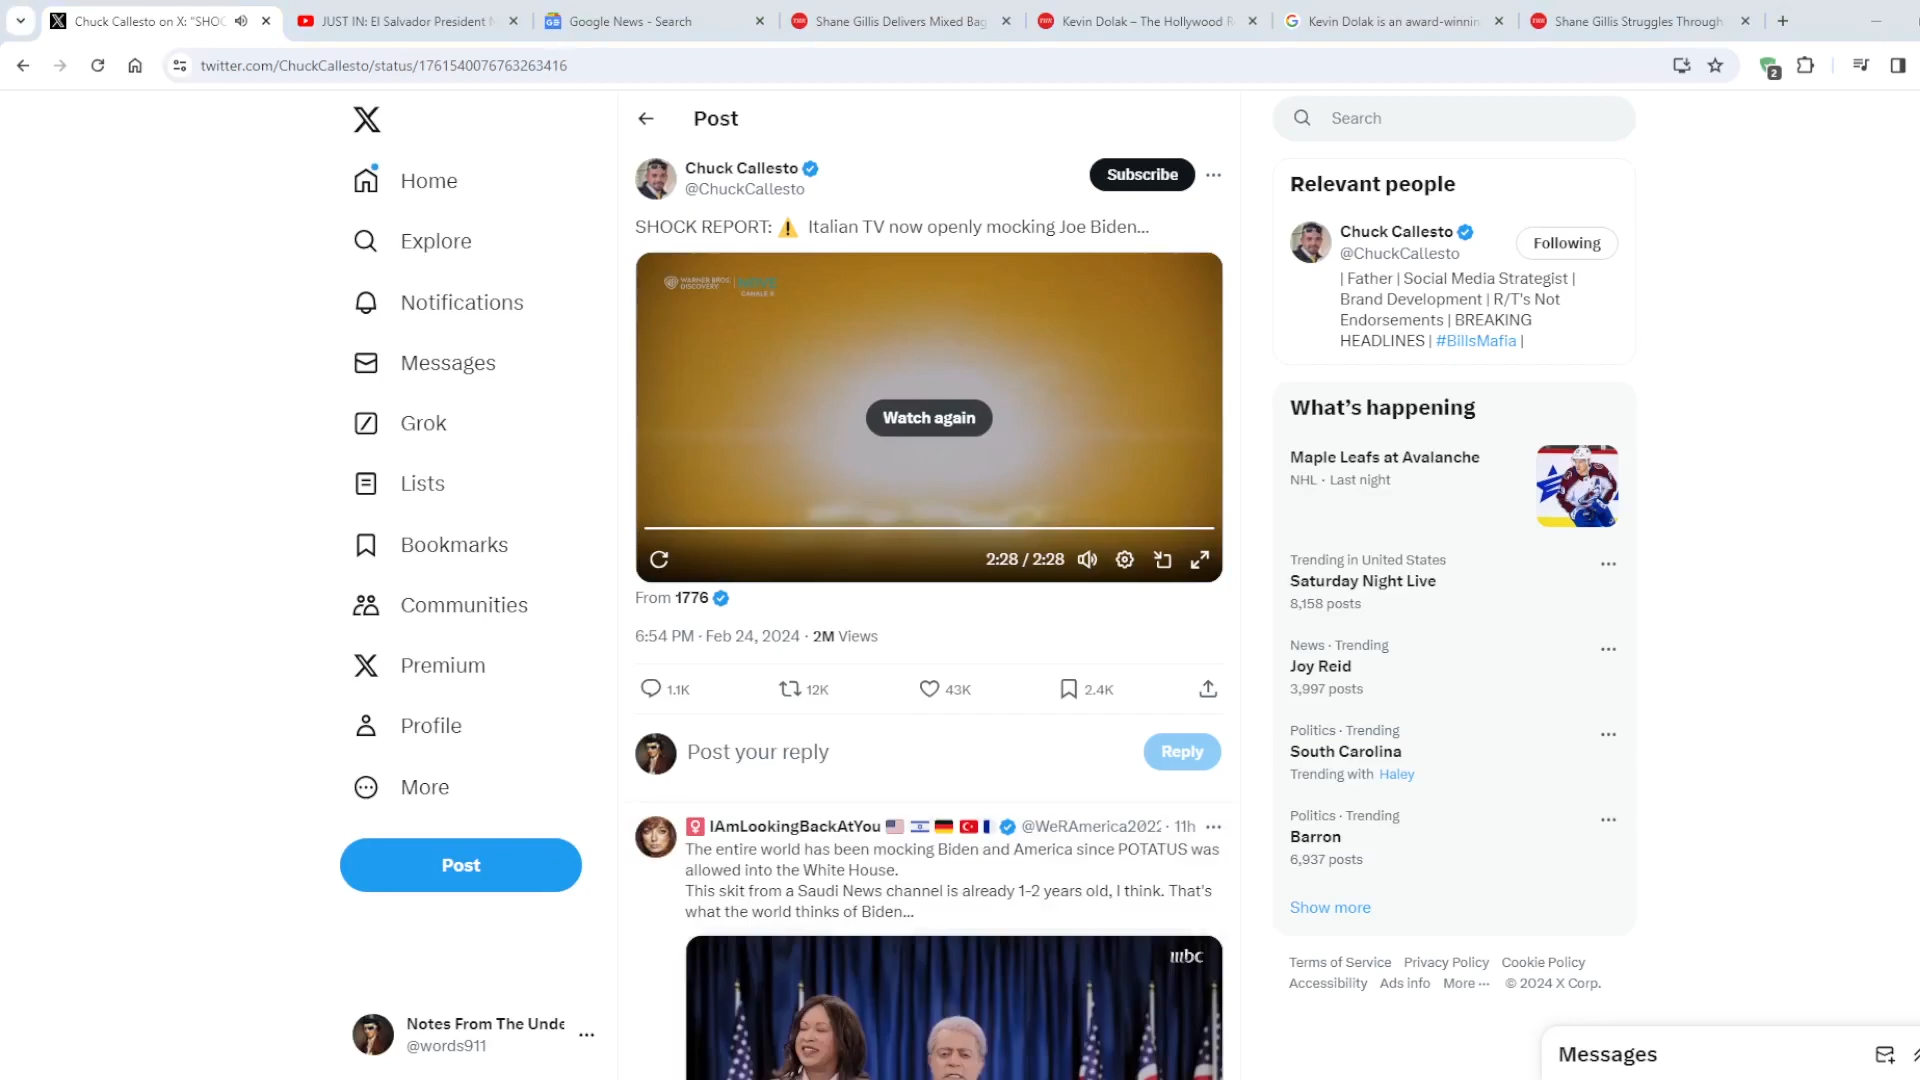 Chuck Callesto on X: "SHOC
JUST IN: El Salvador President N
Google News - Search
Shane Gillis Delivers Mixed Bag
Kevin Dolak – The Hollywood R
Kevin Dolak is an award-winnin
Shane Gillis Struggles Through
twitter.com/ChuckCallesto/status/1761540076763263416
2
Home
Explore
Notifications
Messages
Grok
Lists
Bookmarks
Communities
Premium
Profile
More
Post
Notes From The Unde
@words911
Post
Chuck Callesto
@ChuckCallesto
Subscribe
SHOCK REPORT: ⚠️ Italian TV now openly mocking Joe Biden...
WARNER BROS.
DISCOVERY
CANALE 9
Watch again
2:28 / 2:28
From 1776
6:54 PM · Feb 24, 2024 · 2M Views
1.1K
12K
43K
2.4K
Post your reply
Reply
IAmLookingBackAtYou @WeRAmerica2022 · 11h
The entire world has been mocking Biden and America since POTATUS was
allowed into the White House.
This skit from a Saudi News channel is already 1-2 years old, I think. That's
what the world thinks of Biden...
mbc
Search
Relevant people
Chuck Callesto
@ChuckCallesto
Following
| Father | Social Media Strategist |
Brand Development | R/T's Not
Endorsements | BREAKING
HEADLINES | #BillsMafia |
What's happening
Maple Leafs at Avalanche
NHL · Last night
Trending in United States
Saturday Night Live
8,158 posts
News · Trending
Joy Reid
3,997 posts
Politics · Trending
South Carolina
Trending with Haley
Politics · Trending
Barron
6,937 posts
Show more
Terms of Service Privacy Policy Cookie Policy
Accessibility Ads info More ··· © 2024 X Corp.
Messages